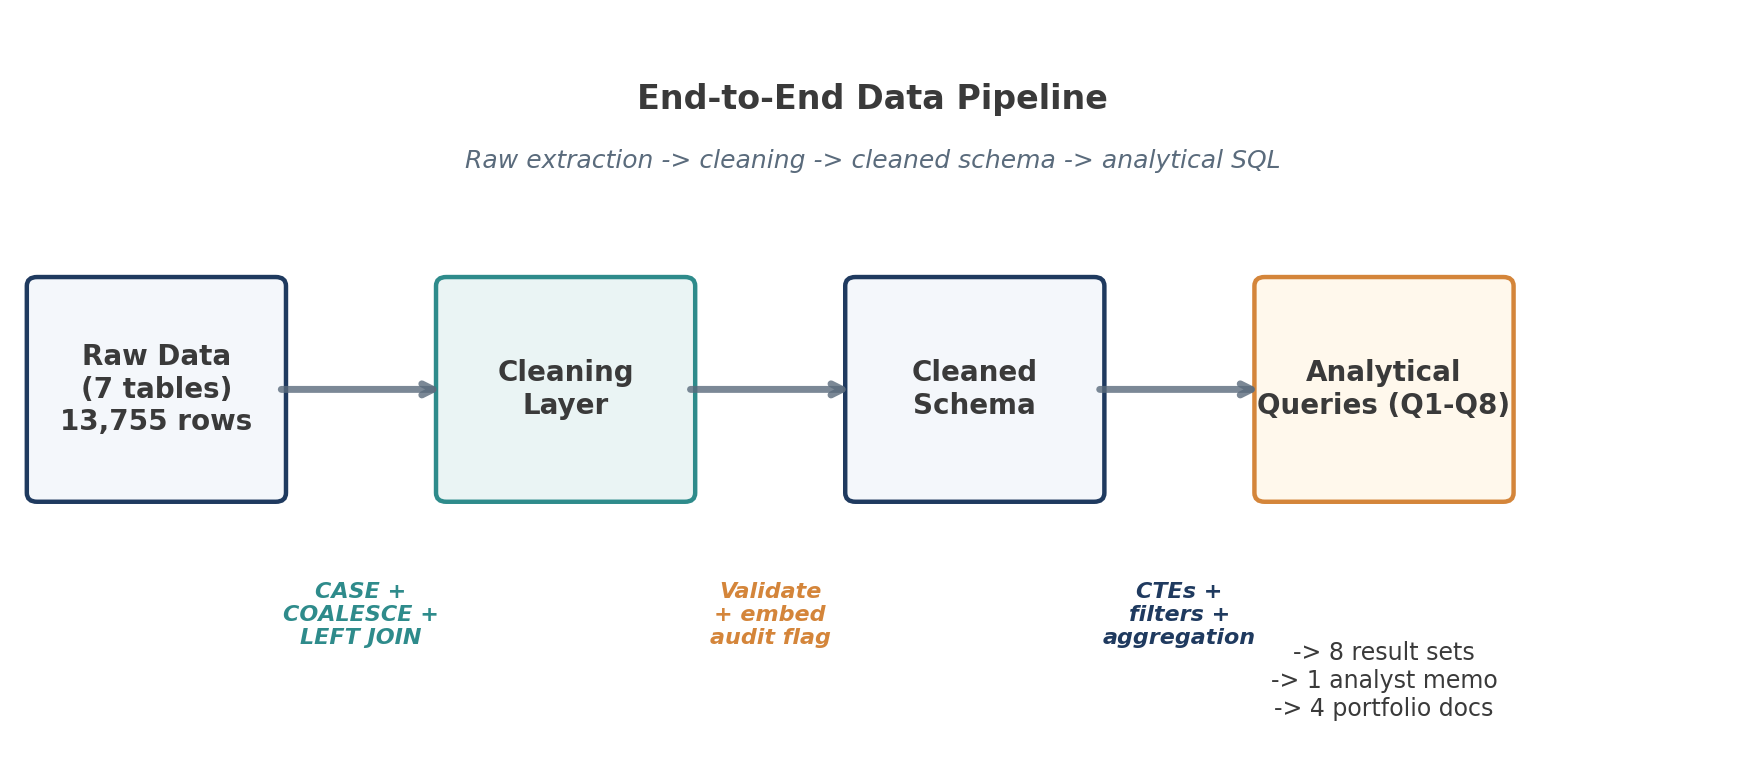 End-to-End Data Pipeline
Raw extraction -> cleaning -> cleaned schema -> analytical SQL
Raw Data
(7 tables)
13,755 rows
Cleaning
Layer
Cleaned
Schema
Analytical
Queries (Q1-Q8)
CASE +
COALESCE +
LEFT JOIN
Validate
+ embed
audit flag
CTEs +
filters +
aggregation
-> 8 result sets
-> 1 analyst memo
-> 4 portfolio docs